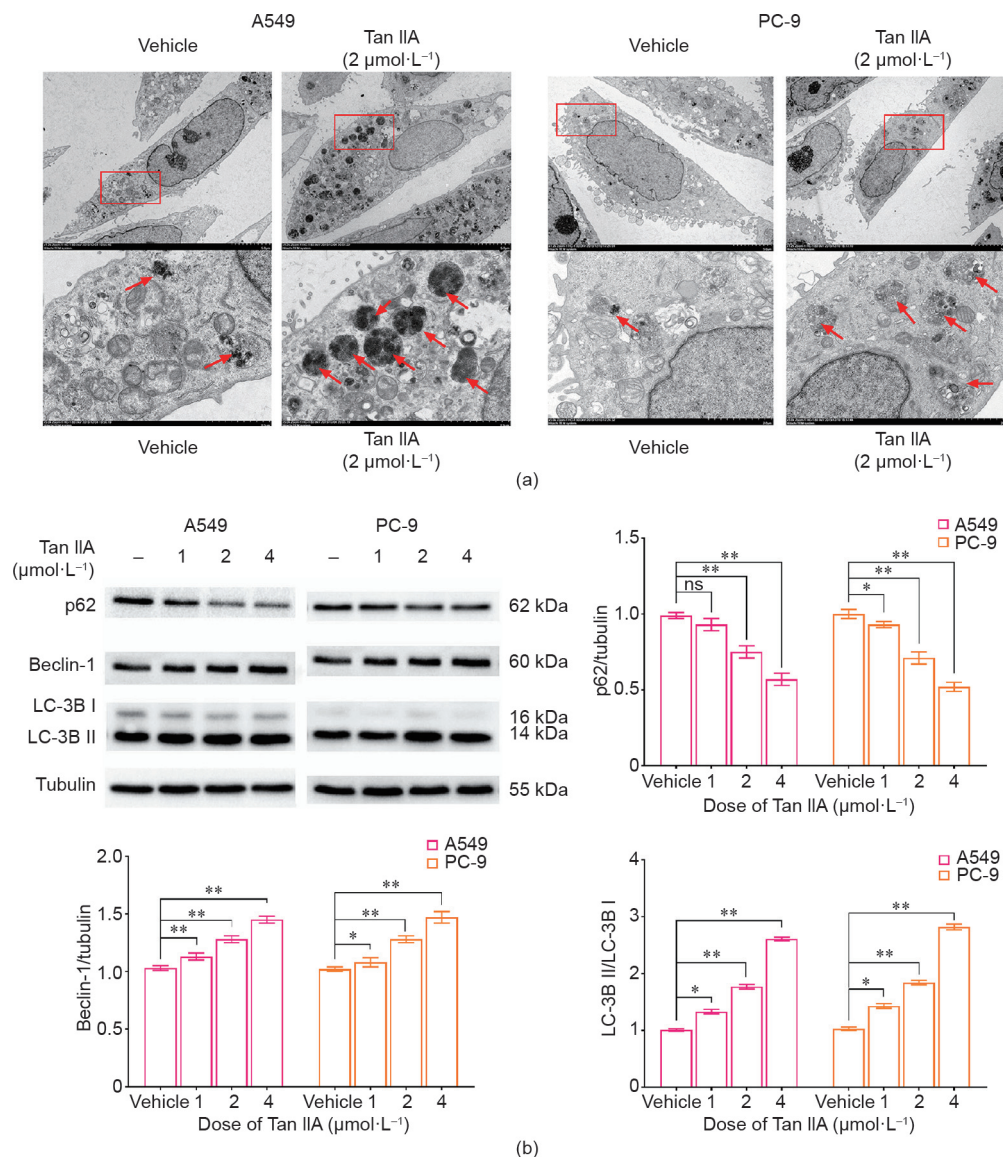 A549
PC-9
Vehicle
Tan IIA
(2 μmol·L⁻¹)
Vehicle
Tan IIA
(2 μmol·L⁻¹)
Vehicle
Tan IIA
(2 μmol·L⁻¹)
Vehicle
Tan IIA
(2 μmol·L⁻¹)
(a)
A549
PC-9
Tan IIA
(μmol·L⁻¹)
– 1 2 4
– 1 2 4
p62
62 kDa
Beclin-1
60 kDa
LC-3B I
16 kDa
LC-3B II
14 kDa
Tubulin
55 kDa
A549
PC-9
p62/tubulin
1.5
1.0
0.5
0
ns
**
**
*
**
**
Vehicle 1 2 4
Vehicle 1 2 4
Dose of Tan IIA (μmol·L⁻¹)
A549
PC-9
Beclin-1/tubulin
2.0
1.5
1.0
0.5
0
**
**
**
*
**
**
Vehicle 1 2 4
Vehicle 1 2 4
Dose of Tan IIA (μmol·L⁻¹)
A549
PC-9
LC-3B II/LC-3B I
4
3
2
1
0
*
**
**
*
**
**
Vehicle 1 2 4
Vehicle 1 2 4
Dose of Tan IIA (μmol·L⁻¹)
(b)